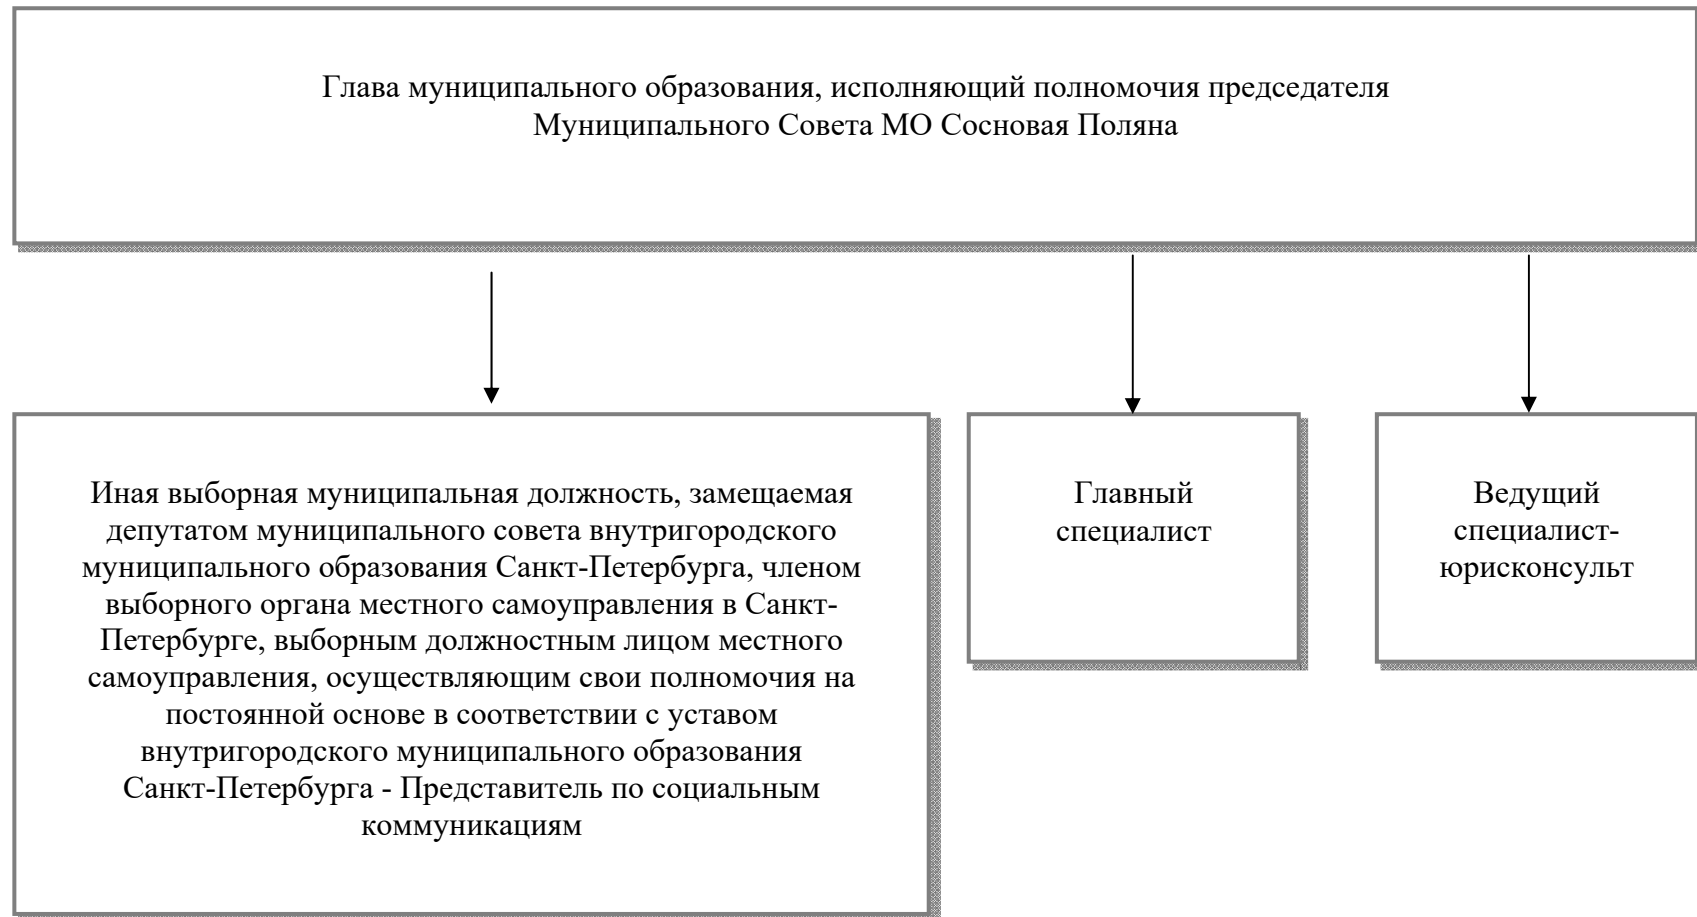 Глава муниципального образования, исполняющий полномочия председателя
Муниципального Совета МО Сосновая Поляна
Иная выборная муниципальная должность, замещаемая
депутатом муниципального совета внутригородского
муниципального образования Санкт-Петербурга, членом
выборного органа местного самоуправления в Санкт-
Петербурге, выборным должностным лицом местного
самоуправления, осуществляющим свои полномочия на
постоянной основе в соответствии с уставом
внутригородского муниципального образования
Санкт-Петербурга - Представитель по социальным
коммуникациям
Главный
специалист
Ведущий
специалист-
юрисконсульт